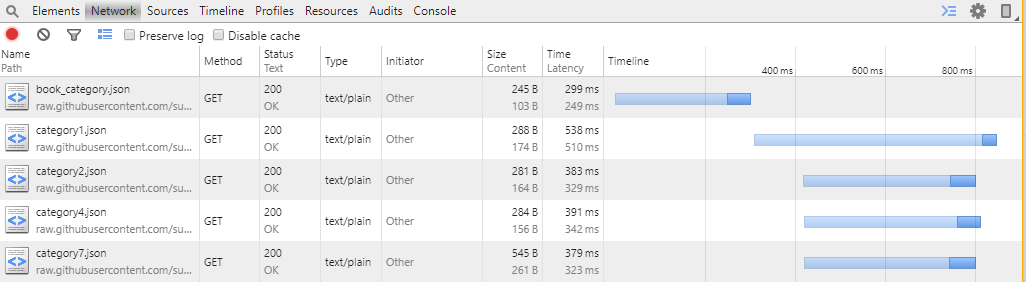 Elements Network Sources Timeline Profiles Resources Audits Console
Preserve log Disable cache
Name Path Method Status Text Type Initiator Size Content Time Latency Timeline 400 ms 600 ms 800 ms
book_category.json GET 200 text/plain Other 245 B 299 ms
raw.githubusercontent.com/su... OK 103 B 249 ms
category1.json GET 200 text/plain Other 288 B 538 ms
raw.githubusercontent.com/su... OK 174 B 510 ms
category2.json GET 200 text/plain Other 281 B 383 ms
raw.githubusercontent.com/su... OK 164 B 329 ms
category4.json GET 200 text/plain Other 284 B 391 ms
raw.githubusercontent.com/su... OK 156 B 342 ms
category7.json GET 200 text/plain Other 545 B 379 ms
raw.githubusercontent.com/su... OK 261 B 323 ms